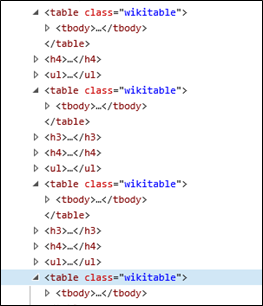 <table class="wikitable">
<tbody>…</tbody>
</table>
<h4>…</h4>
<ul>…</ul>
<table class="wikitable">
<tbody>…</tbody>
</table>
<h3>…</h3>
<h4>…</h4>
<ul>…</ul>
<table class="wikitable">
<tbody>…</tbody>
</table>
<h3>…</h3>
<h4>…</h4>
<ul>…</ul>
<table class="wikitable">
<tbody>…</tbody>